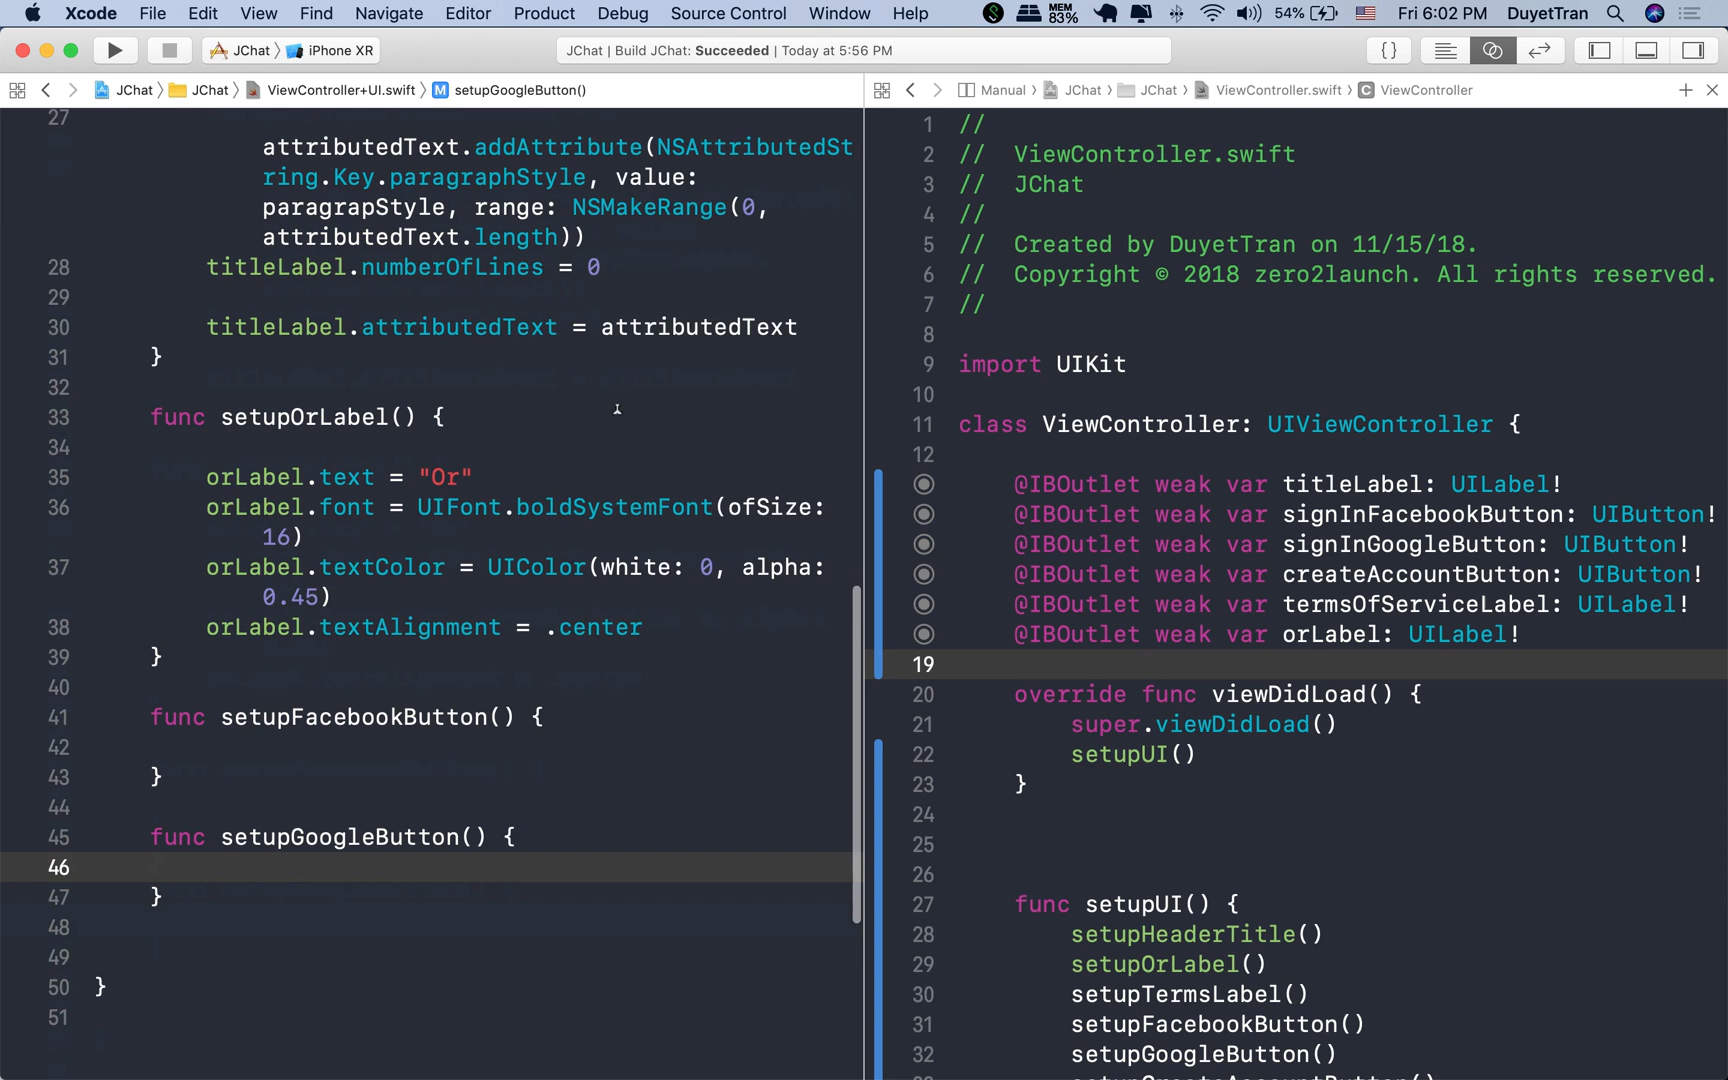 Xcode File Edit View Find Navigate Editor Product Debug Source Control Window Help MEM 83% 54% Fri 6:02 PM DuyetTran
JChat iPhone XR JChat | Build JChat: Succeeded | Today at 5:56 PM {}
JChat JChat ViewController+UI.swift M setupGoogleButton()
27
attributedText.addAttribute(NSAttributedSt
ring.Key.paragraphStyle, value:
paragrapStyle, range: NSMakeRange(0,
attributedText.length))
28 titleLabel.numberOfLines = 0
29
30 titleLabel.attributedText = attributedText
31 }
32
33 func setupOrLabel() {
34
35 orLabel.text = "Or"
36 orLabel.font = UIFont.boldSystemFont(ofSize:
16)
37 orLabel.textColor = UIColor(white: 0, alpha:
0.45)
38 orLabel.textAlignment = .center
39 }
40
41 func setupFacebookButton() {
42
43 }
44
45 func setupGoogleButton() {
46
47 }
48
49
50 }
51
Manual JChat JChat ViewController.swift C ViewController
1 //
2 // ViewController.swift
3 // JChat
4 //
5 // Created by DuyetTran on 11/15/18.
6 // Copyright © 2018 zero2launch. All rights reserved.
7 //
8
9 import UIKit
10
11 class ViewController: UIViewController {
12
@IBOutlet weak var titleLabel: UILabel!
@IBOutlet weak var signInFacebookButton: UIButton!
@IBOutlet weak var signInGoogleButton: UIButton!
@IBOutlet weak var createAccountButton: UIButton!
@IBOutlet weak var termsOfServiceLabel: UILabel!
@IBOutlet weak var orLabel: UILabel!
19
20 override func viewDidLoad() {
21 super.viewDidLoad()
22 setupUI()
23 }
24
25
26
27 func setupUI() {
28 setupHeaderTitle()
29 setupOrLabel()
30 setupTermsLabel()
31 setupFacebookButton()
32 setupGoogleButton()